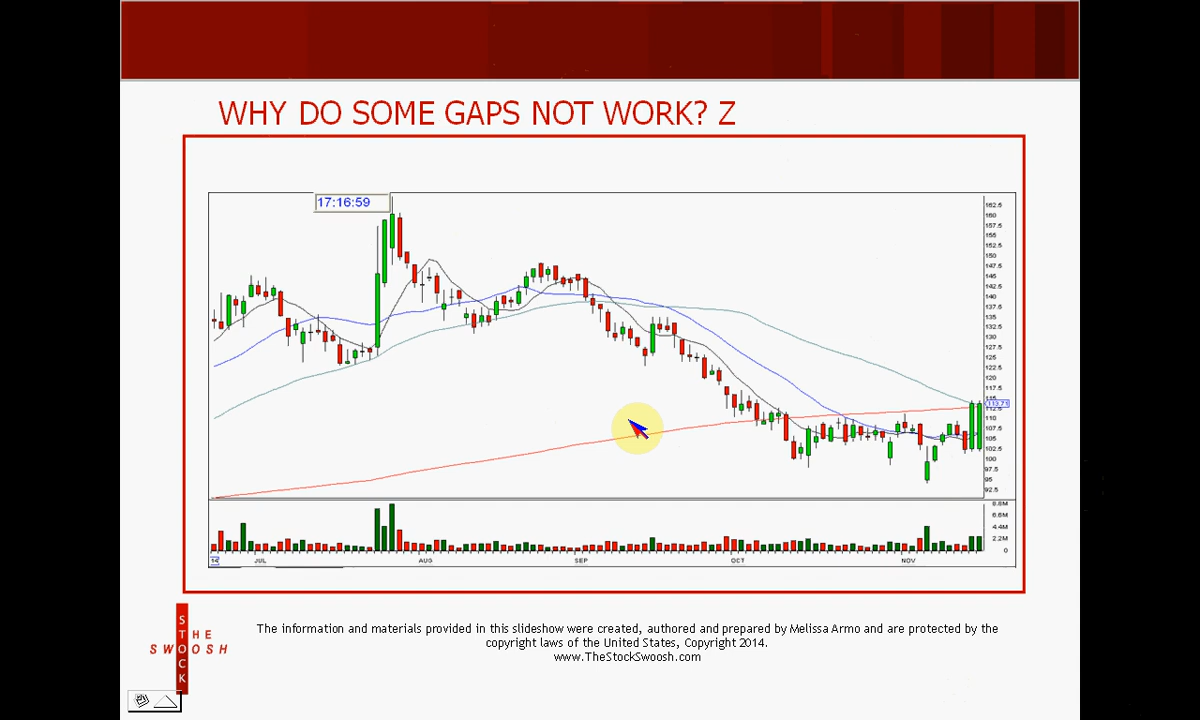 WHY DO SOME GAPS NOT WORK? Z
17:16:59
162.5
160
157.5
155
152.5
150
147.5
145
142.5
140
137.5
135
132.5
130
127.5
125
122.5
120
117.5
115
113.71
112.5
110
107.5
105
102.5
100
97.5
95
92.5
8.8M
6.6M
4.4M
2.2M
0
14 JUL AUG SEP OCT NOV
STOCK
THE
SWOOSH
The information and materials provided in this slideshow were created, authored and prepared by Melissa Armo and are protected by the
copyright laws of the United States, Copyright 2014.
www.TheStockSwoosh.com